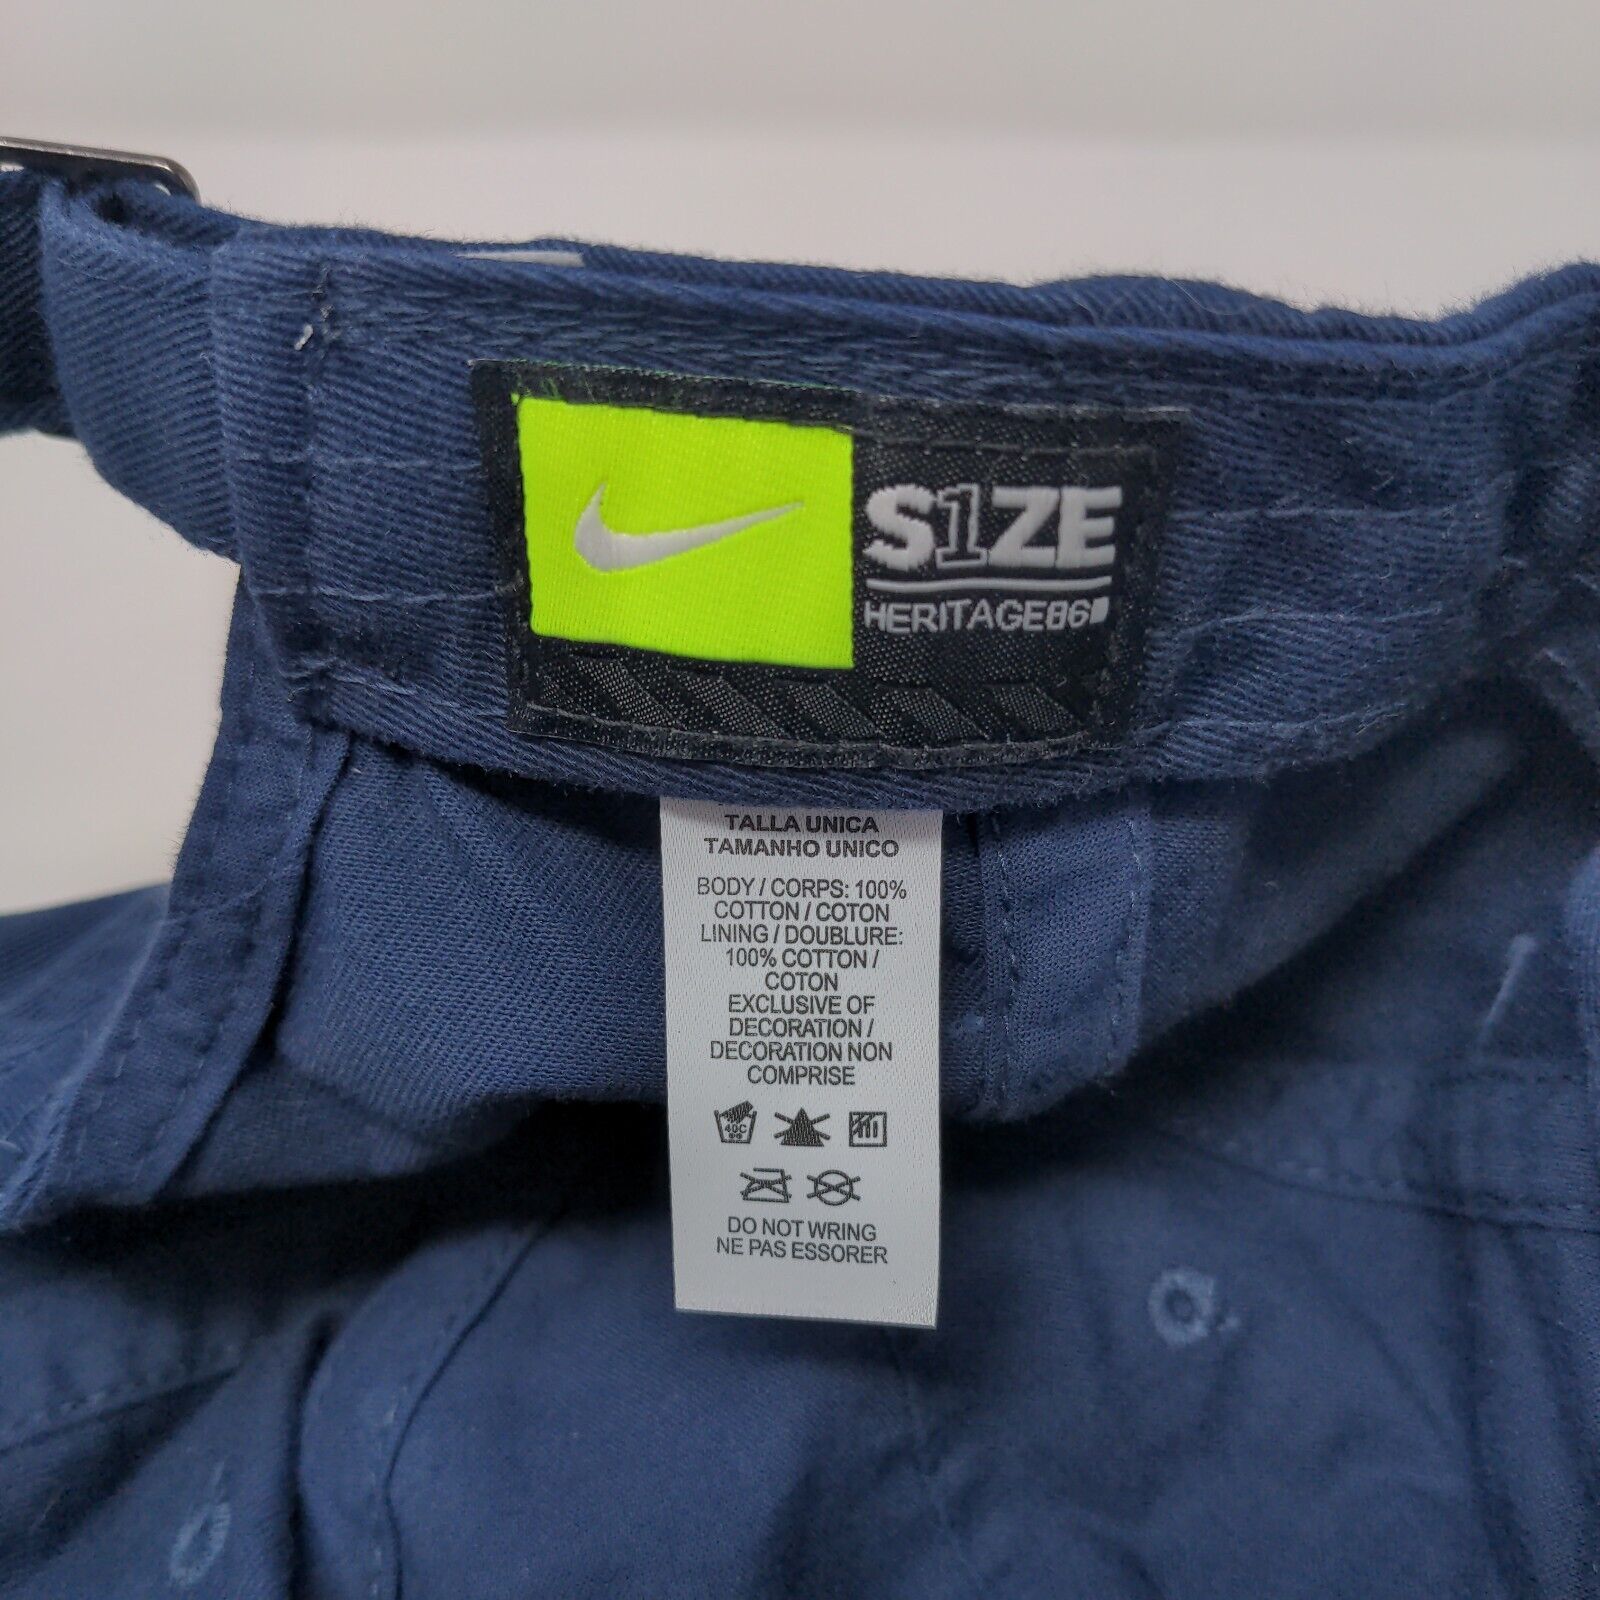 S1ZE
HERITAGE86
TALLA UNICA
TAMANHO UNICO
BODY / CORPS: 100%
COTTON / COTON
LINING / DOUBLURE:
100% COTTON /
COTON
EXCLUSIVE OF
DECORATION /
DECORATION NON
COMPRISE
40C
DO NOT WRING
NE PAS ESSORER